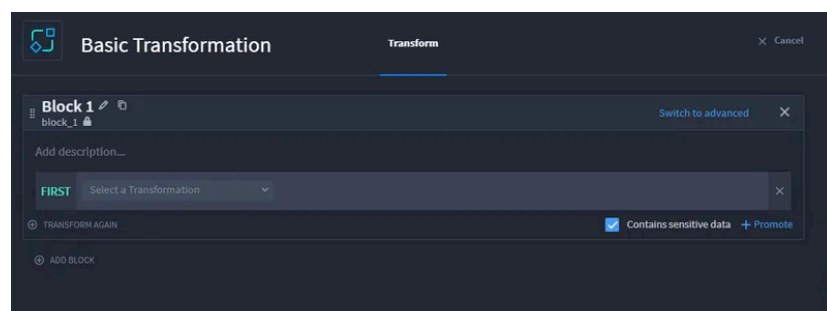 Basic Transformation
Transform
Cancel
Block 1
block_1
Switch to advanced
Add description...
FIRST
Select a Transformation
TRANSFORM AGAIN
Contains sensitive data
+ Promote
ADD BLOCK